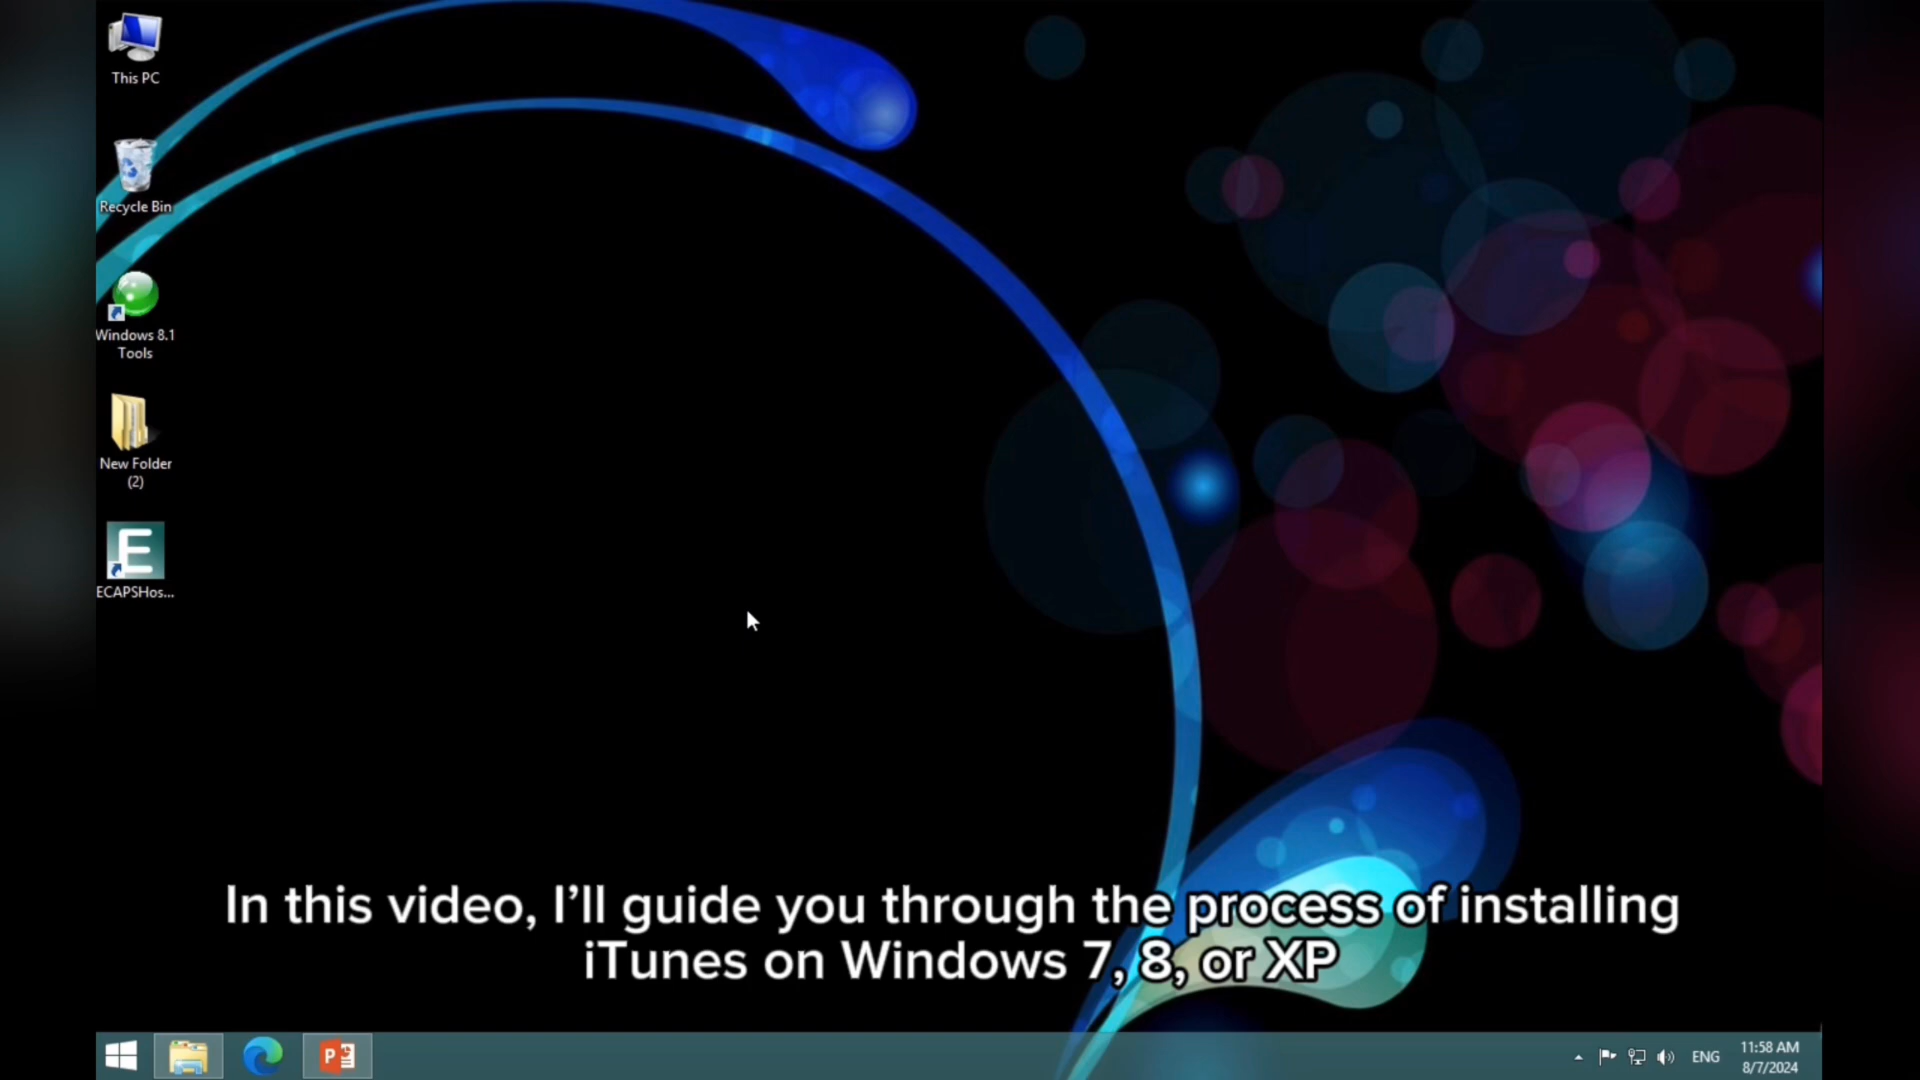 This PC
Recycle Bin
Windows 8.1
Tools
New Folder
(2)
E
ECAPSHos...
In this video, I’ll guide you through the process of installing
iTunes on Windows 7, 8, or XP
P
ENG
11:58 AM
8/7/2024